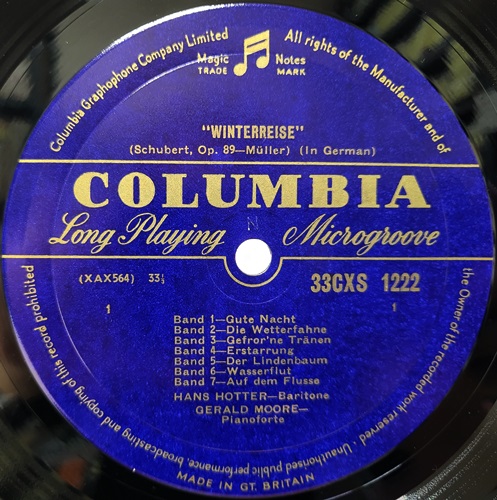 Columbia Graphophone Company Limited
All rights of the Manufacturer and of
the Owner of the recorded work reserved. Unauthorised public performance, broadcasting and copying of this record prohibited
Magic Notes
TRADE MARK
"WINTERREISE"
(Schubert, Op. 89—Müller) (In German)
COLUMBIA
Long Playing Microgroove
N
(XAX564) 33⅓
33CXS 1222
1 1
Band 1—Gute Nacht
Band 2—Die Wetterfahne
Band 3—Gefror'ne Tränen
Band 4—Erstarrung
Band 5—Der Lindenbaum
Band 6—Wasserflut
Band 7—Auf dem Flusse
HANS HOTTER—Baritone
GERALD MOORE—
Pianoforte
MADE IN GT. BRITAIN